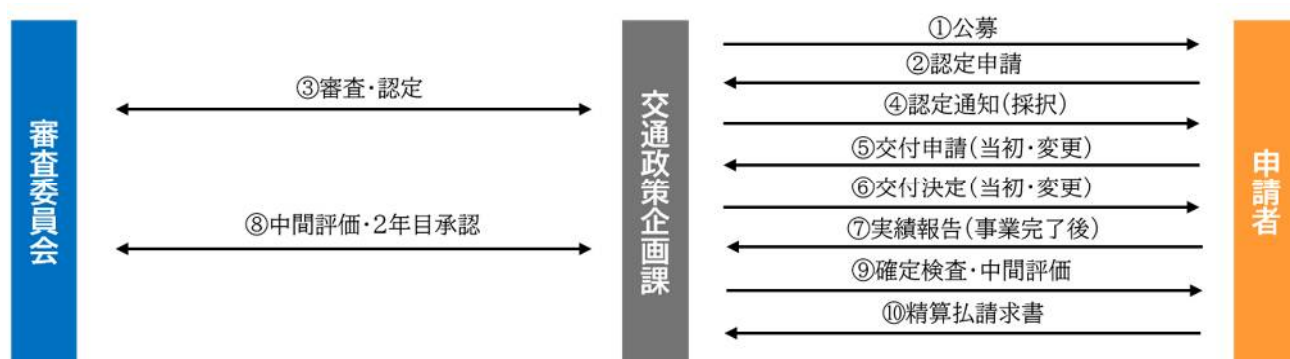 審査委員会
③審査・認定
⑧中間評価・2年目承認
交通政策企画課
①公募
②認定申請
④認定通知(採択)
⑤交付申請(当初・変更)
⑥交付決定(当初・変更)
⑦実績報告(事業完了後)
⑨確定検査・中間評価
⑩精算払請求書
申請者